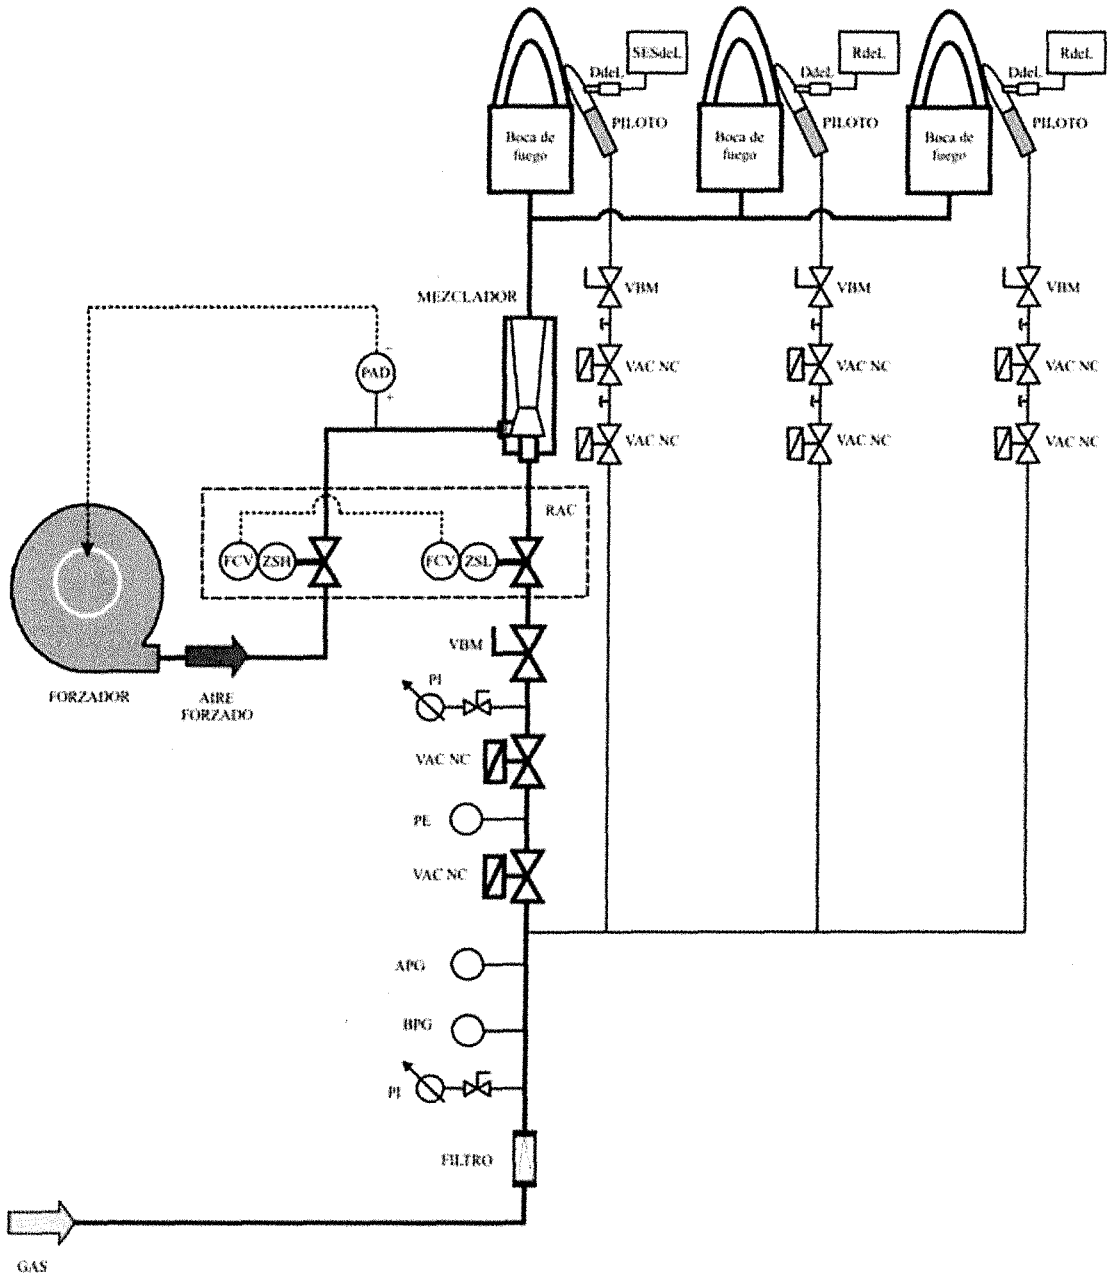 SESdeL
RdeL
RdeL
DdeL
DdeL
DdeL
PILOTO
PILOTO
PILOTO
Boca de
fuego
Boca de
fuego
Boca de
fuego
MEZCLADOR
VBM
VBM
VBM
−
PAD
+
VAC NC
VAC NC
VAC NC
VAC NC
VAC NC
VAC NC
RAC
FCV
ZSH
FCV
ZSL
VBM
FORZADOR
AIRE
FORZADO
PI
VAC NC
PE
VAC NC
APG
BPG
PI
FILTRO
GAS